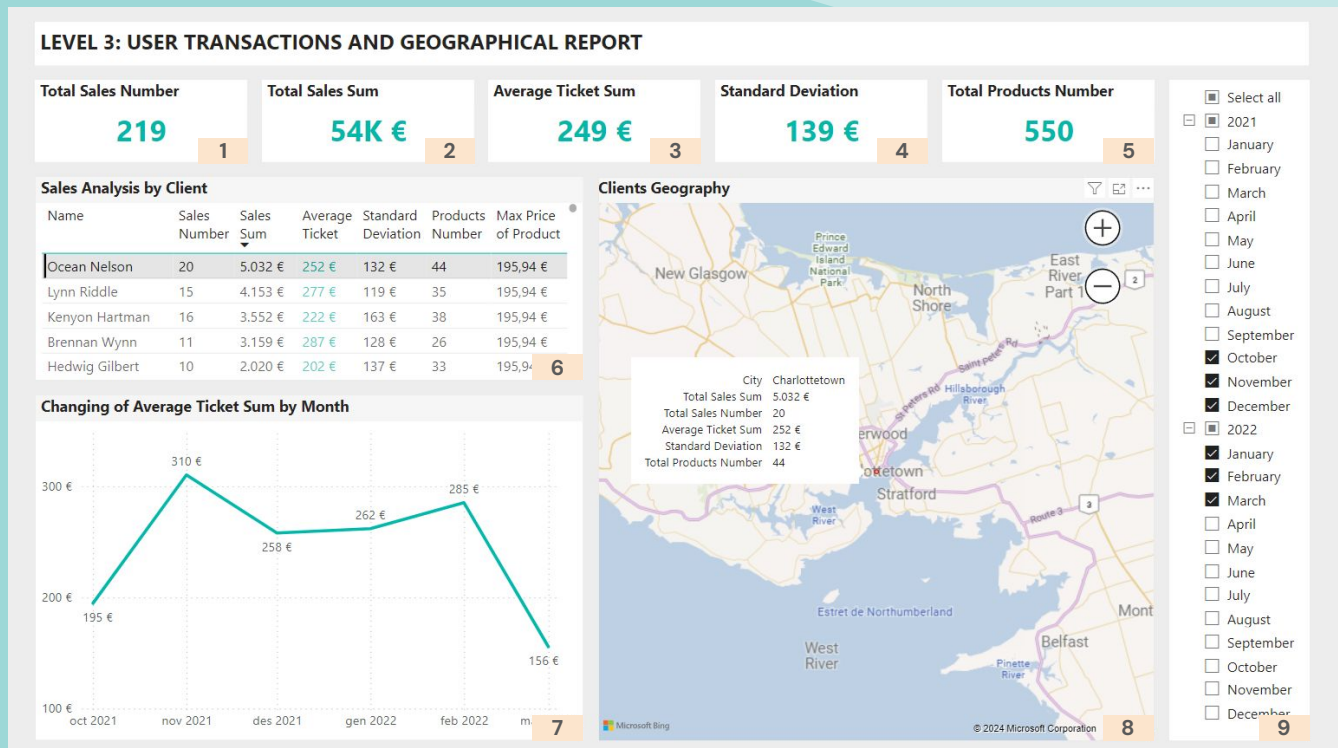 LEVEL 3: USER TRANSACTIONS AND GEOGRAPHICAL REPORT
Total Sales Number
219
1
Total Sales Sum
54K €
2
Average Ticket Sum
249 €
3
Standard Deviation
139 €
4
Total Products Number
550
5
Sales Analysis by Client
Name Sales Number Sales Sum Average Ticket Standard Deviation Products Number Max Price of Product
Ocean Nelson 20 5.032 € 252 € 132 € 44 195,94 €
Lynn Riddle 15 4.153 € 277 € 119 € 35 195,94 €
Kenyon Hartman 16 3.552 € 222 € 163 € 38 195,94 €
Brennan Wynn 11 3.159 € 287 € 128 € 26 195,94 €
Hedwig Gilbert 10 2.020 € 202 € 137 € 33 195,9
6
Changing of Average Ticket Sum by Month
300 €
200 €
100 €
195 €
310 €
258 €
262 €
285 €
156 €
oct 2021 nov 2021 des 2021 gen 2022 feb 2022
7
Clients Geography
Prince
Edward
Island
National
Park
New Glasgow
North
Shore
East
River
Part 1
2
Saint peters Rd
St Peters Rd
Hillsborough
River
City Charlottetown
Total Sales Sum 5.032 €
Total Sales Number 20
Average Ticket Sum 252 €
Standard Deviation 132 €
Total Products Number 44
erwood
Stratford
West
River
Route 3
3
Estret de Northumberland
Mont
West
River
Belfast
Pinette
River
Microsoft Bing
© 2024 Microsoft Corporation
8
Select all
2021
January
February
March
April
May
June
July
August
September
October
November
December
2022
January
February
March
April
May
June
July
August
September
October
November
December
9